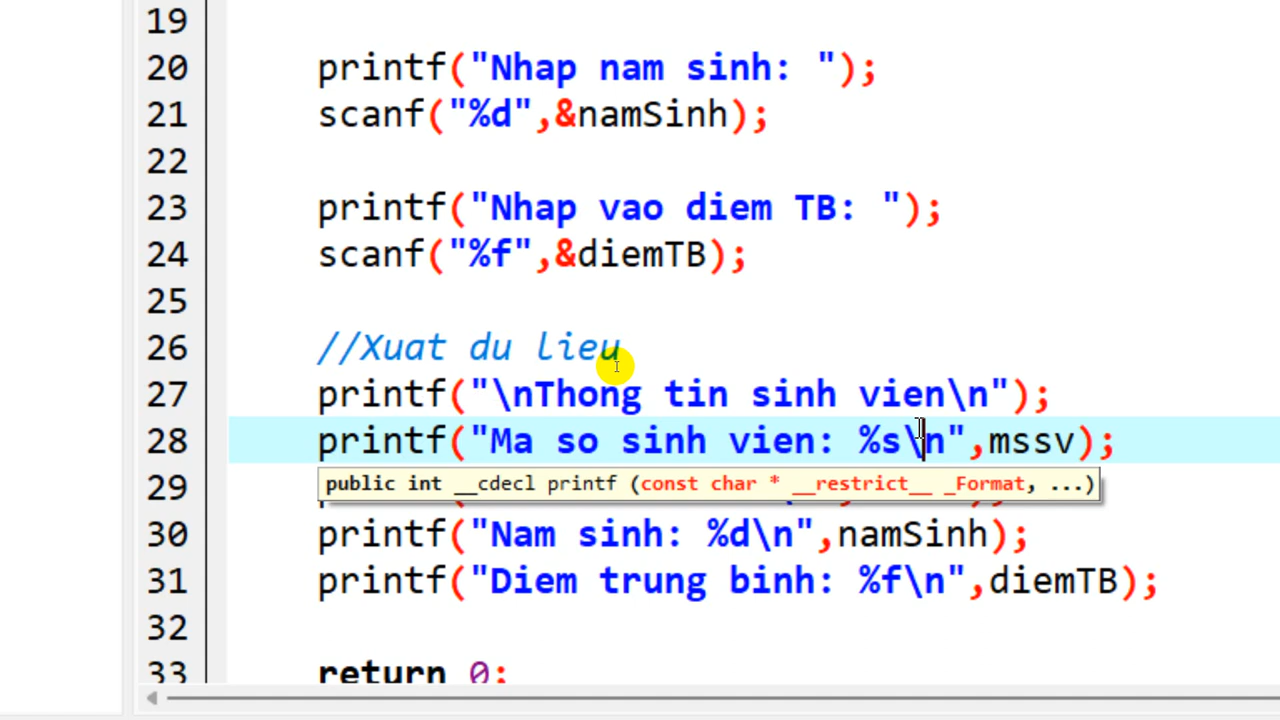 19
20 printf("Nhap nam sinh: ");
21 scanf("%d",&namSinh);
22
23 printf("Nhap vao diem TB: ");
24 scanf("%f",&diemTB);
25
26 //Xuat du lieu
27 printf("\nThong tin sinh vien\n");
28 printf("Ma so sinh vien: %s\n",mssv);
public int __cdecl printf (const char * __restrict__ _Format, ...)
29
30 printf("Nam sinh: %d\n",namSinh);
31 printf("Diem trung binh: %f\n",diemTB);
32
33 return 0;